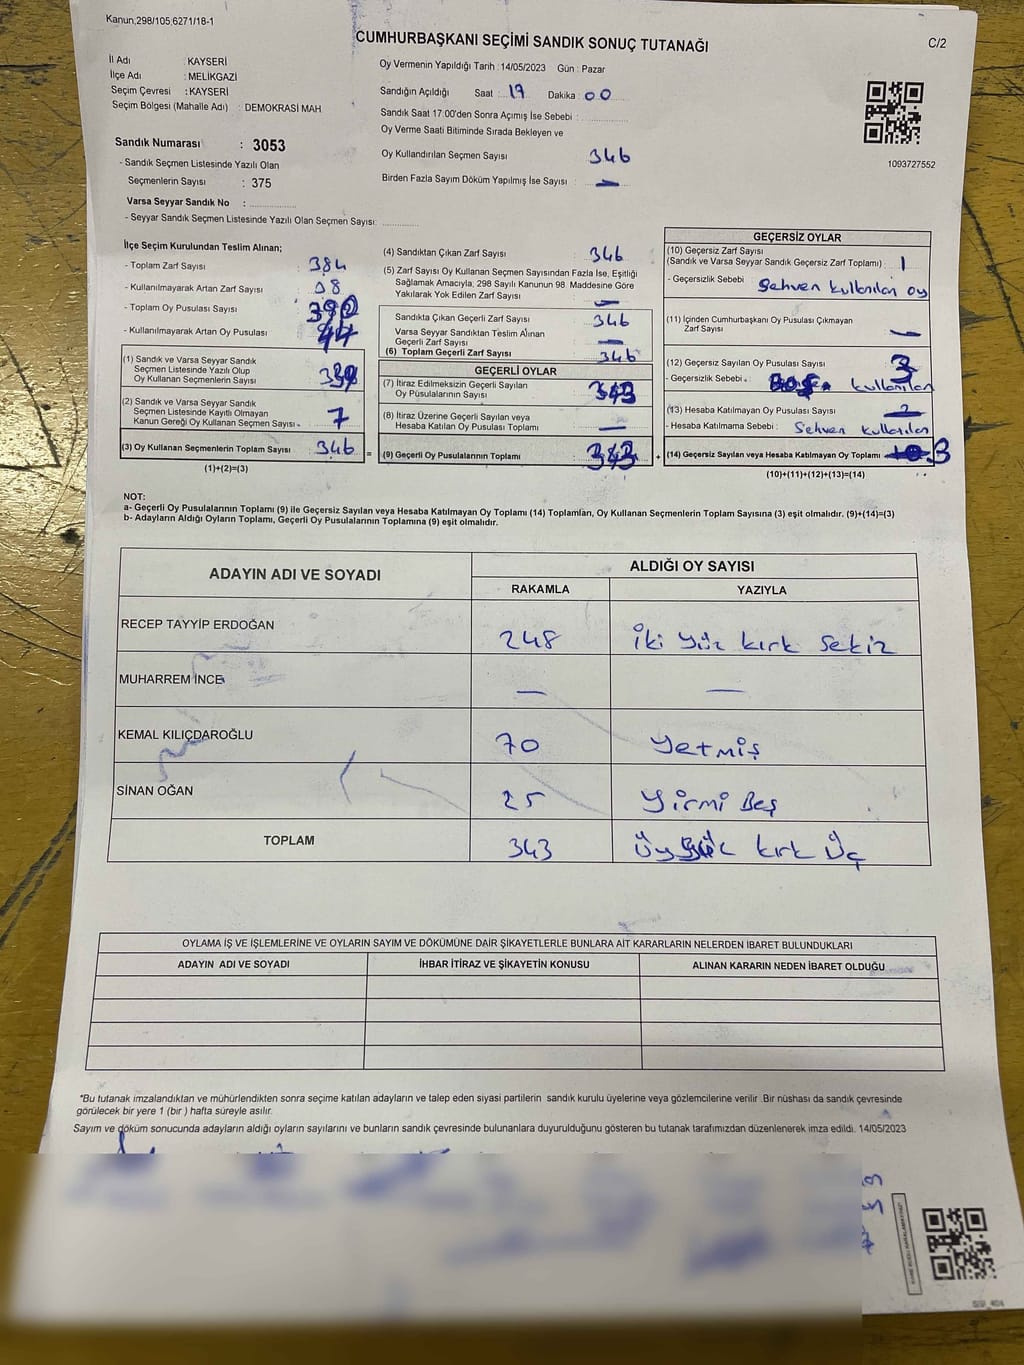 Kanun,298/105,6271/18-1
CUMHURBAŞKANI SEÇİMİ SANDIK SONUÇ TUTANAĞI
C/2
İl Adı : KAYSERİ
İlçe Adı : MELİKGAZİ
Seçim Çevresi : KAYSERİ
Seçim Bölgesi (Mahalle Adı) : DEMOKRASİ MAH
Sandık Numarası : 3053
- Sandık Seçmen Listesinde Yazılı Olan
Seçmenlerin Sayısı : 375
Varsa Seyyar Sandık No :
- Seyyar Sandık Seçmen Listesinde Yazılı Olan Seçmen Sayısı:
Oy Vermenin Yapıldığı Tarih : 14/05/2023 Gün : Pazar
Sandığın Açıldığı Saat : 17 Dakika : 00
Sandık Saat 17:00'den Sonra Açımış İse Sebebi :
Oy Verme Saati Bitiminde Sırada Bekleyen ve
Oy Kullandırılan Seçmen Sayısı 346
Birden Fazla Sayım Döküm Yapılmış İse Sayısı : —
1093727552
İlçe Seçim Kurulundan Teslim Alınan;
- Toplam Zarf Sayısı : 384
- Kullanılmayarak Artan Zarf Sayısı : 38
- Toplam Oy Pusulası Sayısı :
- Kullanılmayarak Artan Oy Pusulası : 44
(1) Sandık ve Varsa Seyyar Sandık
Seçmen Listesinde Yazılı Olup
Oy Kullanan Seçmenlerin Sayısı : 339
(2) Sandık ve Varsa Seyyar Sandık
Seçmen Listesinde Kayıtlı Olmayan
Kanun Gereği Oy Kullanan Seçmen Sayısı : 7
(3) Oy Kullanan Seçmenlerin Toplam Sayısı : 346
(1)+(2)=(3)
(4) Sandıktan Çıkan Zarf Sayısı : 346
(5) Zarf Sayısı Oy Kullanan Seçmen Sayısından Fazla İse, Eşitliği
Sağlamak Amacıyla, 298 Sayılı Kanunun 98. Maddesine Göre
Yakılarak Yok Edilen Zarf Sayısı : —
Sandıkta Çıkan Geçerli Zarf Sayısı : 346
Varsa Seyyar Sandıktan Teslim Alınan
Geçerli Zarf Sayısı : —
(6) Toplam Geçerli Zarf Sayısı : 346
GEÇERLİ OYLAR
(7) İtiraz Edilmeksizin Geçerli Sayılan
Oy Pusulalarının Sayısı : 343
(8) İtiraz Üzerine Geçerli Sayılan veya
Hesaba Katılan Oy Pusulası Toplamı : —
= (9) Geçerli Oy Pusulalarının Toplamı : 343 +
GEÇERSİZ OYLAR
(10) Geçersiz Zarf Sayısı
(Sandık ve Varsa Seyyar Sandık Geçersiz Zarf Toplamı) : 1
- Geçersizlik Sebebi : Sehven kullanılan oy
(11) İçinden Cumhurbaşkanı Oy Pusulası Çıkmayan
Zarf Sayısı : —
(12) Geçersiz Sayılan Oy Pusulası Sayısı : 3
- Geçersizlik Sebebi : kullanılan
(13) Hesaba Katılmayan Oy Pusulası Sayısı :
- Hesaba Katılmama Sebebi : Sehven kullanılan
(14) Geçersiz Sayılan veya Hesaba Katılmayan Oy Toplamı : 3
(10)+(11)+(12)+(13)=(14)
NOT:
a- Geçerli Oy Pusulalarının Toplamı (9) ile Geçersiz Sayılan veya Hesaba Katılmayan Oy Toplamı (14) Toplamları, Oy Kullanan Seçmenlerin Toplam Sayısına (3) eşit olmalıdır. (9)+(14)=(3)
b- Adayların Aldığı Oyların Toplamı, Geçerli Oy Pusulalarının Toplamına (9) eşit olmalıdır.
ADAYIN ADI VE SOYADI ALDIĞI OY SAYISI
RAKAMLA YAZIYLA
RECEP TAYYİP ERDOĞAN 248 İki yüz kırk sekiz
MUHARREM İNCE — —
KEMAL KILIÇDAROĞLU 70 Yetmiş
SİNAN OĞAN 25 Yirmi Beş
TOPLAM 343 kırk Üç
OYLAMA İŞ VE İŞLEMLERİNE VE OYLARIN SAYIM VE DÖKÜMÜNE DAİR ŞİKAYETLERLE BUNLARA AİT KARARLARIN NELERDEN İBARET BULUNDUKLARI
ADAYIN ADI VE SOYADI İHBAR İTİRAZ VE ŞİKAYETİN KONUSU ALINAN KARARIN NEDEN İBARET OLDUĞU
*Bu tutanak imzalandıktan ve mühürlendikten sonra seçime katılan adayların ve talep eden siyasi partilerin sandık kurulu üyelerine veya gözlemcilerine verilir .Bir nüshası da sandık çevresinde
görülecek bir yere 1 (bir ) hafta süreyle asılır.
Sayım ve döküm sonucunda adayların aldığı oyların sayılarını ve bunların sandık çevresinde bulunanlara duyurulduğunu gösteren bu tutanak tarafımızdan düzenlenerek imza edildi. 14/05/2023